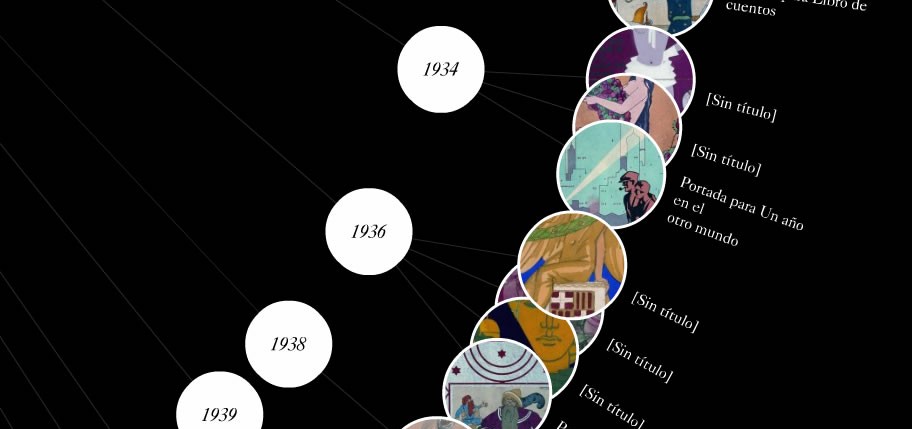 Libro de
cuentos
1934
[Sin título]
[Sin título]
Portada para Un año
en el
otro mundo
1936
[Sin título]
[Sin título]
[Sin título]
1938
1939